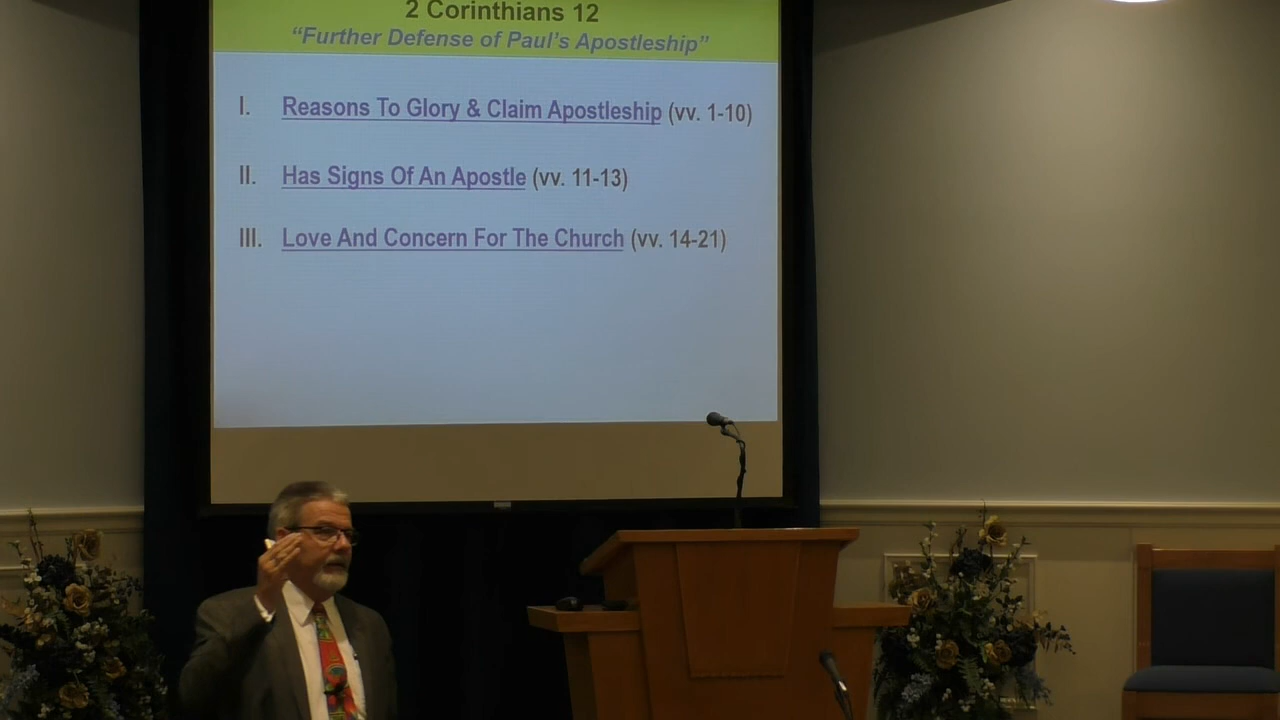 2 Corinthians 12
“Further Defense of Paul’s Apostleship”
I. Reasons To Glory & Claim Apostleship (vv. 1-10)
II. Has Signs Of An Apostle (vv. 11-13)
III. Love And Concern For The Church (vv. 14-21)